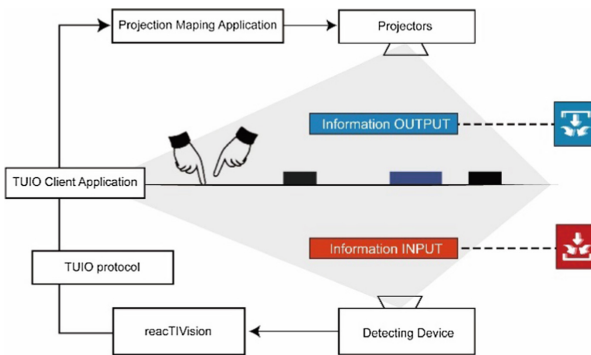 Projection Maping Application
Projectors
Information OUTPUT
TUIO Client Application
Information INPUT
TUIO protocol
reacTIVision
Detecting Device